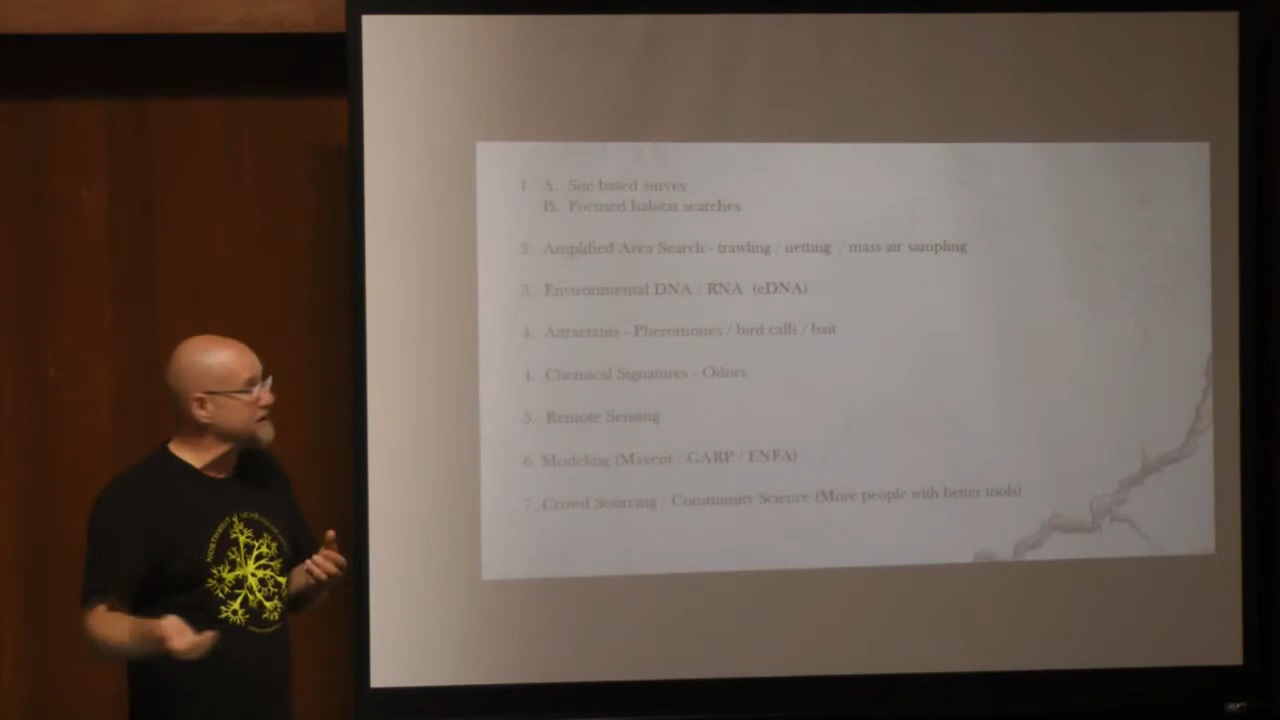 1 A. Site based survey
B. Focused habitat searches
2. Amplified Area Search - trawling / netting / mass air sampling
3. Environmental DNA / RNA (eDNA)
4. Attractants - Pheromones / bird calls / bait
4. Chemical Signatures - Odors
5. Remote Sensing
6. Modeling (Maxent / GARP / ENFA)
7. Crowd Sourcing / Community Science (More people with better tools)
NORTHWEST